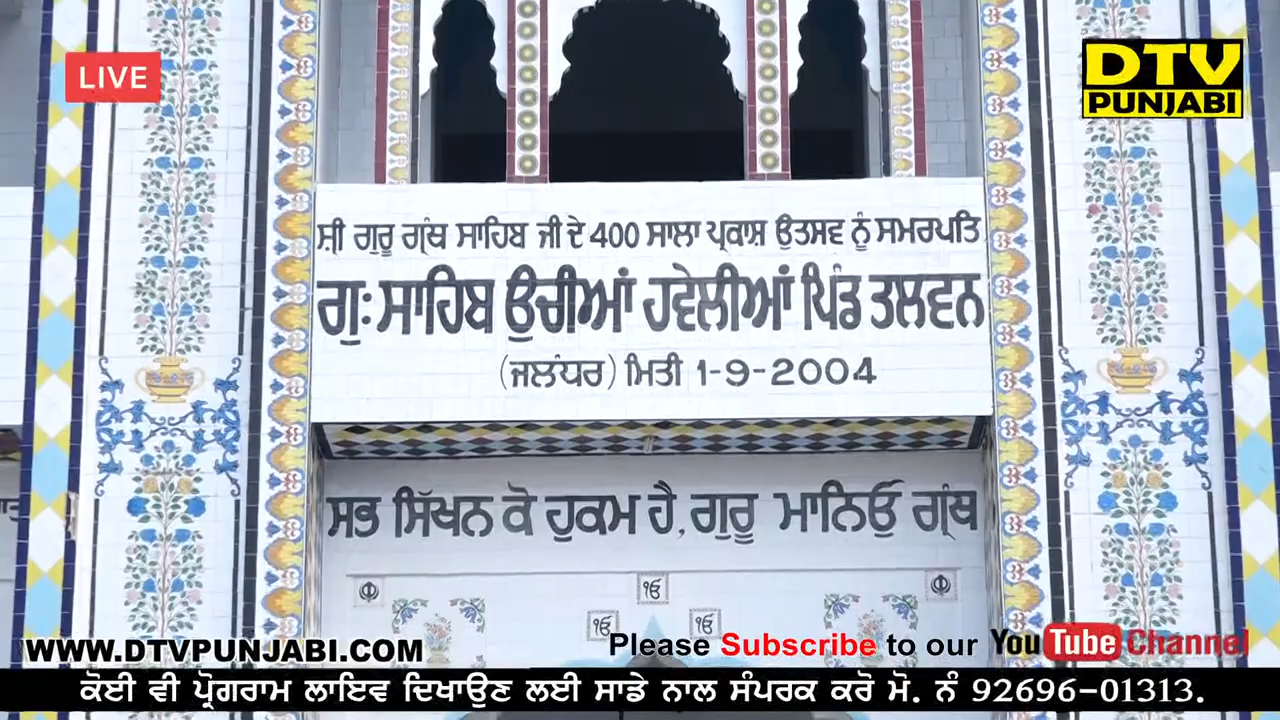 LIVE
DTV
PUNJABI
ਸ਼੍ਰੀ ਗੁਰੂ ਗ੍ਰੰਥ ਸਾਹਿਬ ਜੀ ਦੇ 400 ਸਾਲਾ ਪ੍ਰਕਾਸ਼ ਉਤਸਵ ਨੂੰ ਸਮਰਪਤਿ
ਗੁ: ਸਾਹਿਬ ਉਚੀਆਂ ਹਵੇਲੀਆਂ ਪਿੰਡ ਤਲਵਨ
(ਜਲੰਧਰ) ਮਿਤੀ 1-9-2004
ਸਭ ਸਿੱਖਨ ਕੋ ਹੁਕਮ ਹੈ, ਗੁਰੂ ਮਾਨਿਓਂ ਗ੍ਰੰਥ
ੴ
ੴ ੴ
WWW.DTVPUNJABI.COM Please Subscribe to our YouTube Channel
ਕੋਈ ਵੀ ਪ੍ਰੋਗਰਾਮ ਲਾਇਵ ਦਿਖਾਉਣ ਲਈ ਸਾਡੇ ਨਾਲ ਸੰਪਰਕ ਕਰੋ ਮੋ. ਨੰ 92696-01313.